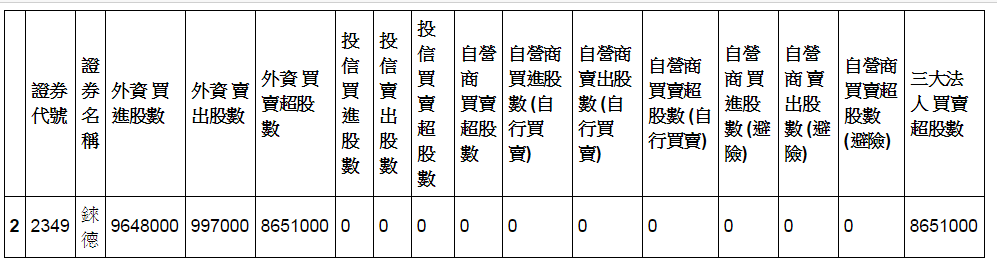 證券
代號
證
券
名
稱
外資 買
進股數
外資 賣
出股數
外資 買
賣超股
數
投
信
買
進
股
數
投
信
賣
出
股
數
投
信
買
賣
超
股
數
自營
商
買賣
超股
數
自營商
買進股
數 (自
行買
賣)
自營商
賣出股
數 (自
行買
賣)
自營商
買賣超
股數 (自
行買賣)
自營
商 買
進股
數 (避
險)
自營
商 賣
出股
數 (避
險)
自營商
買賣超
股數
(避險)
三大法
人 買賣
超股數
2
2349
錸
德
9648000
997000
8651000
0
0
0
0
0
0
0
0
0
0
8651000